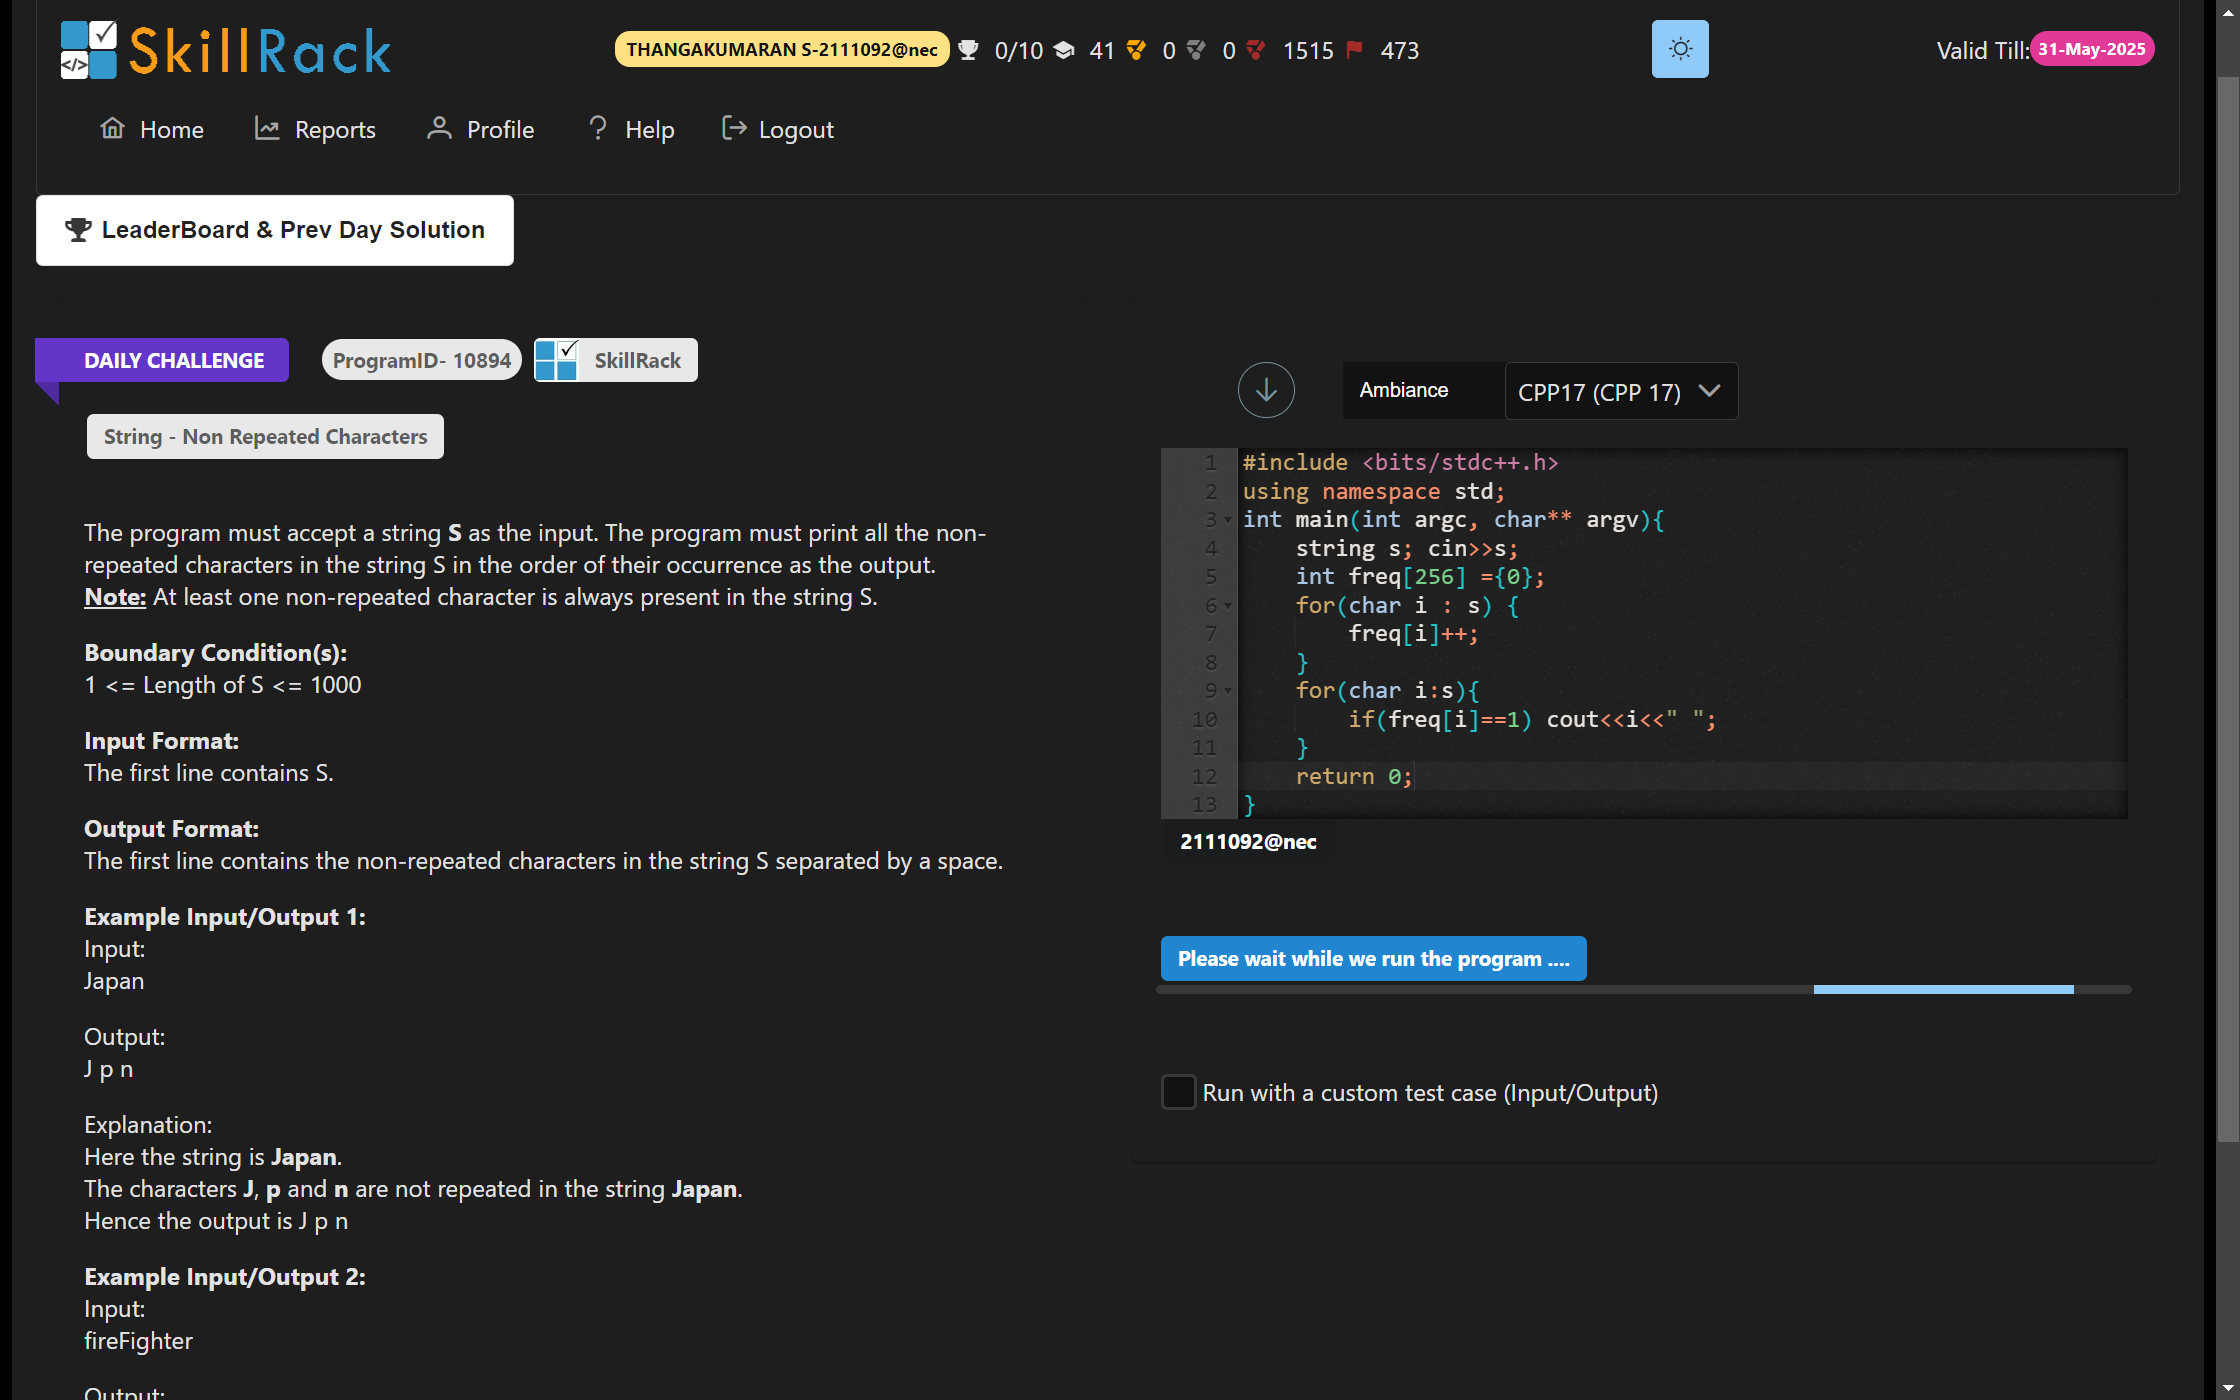 SkillRack
THANGAKUMARAN S-2111092@nec 0/10 41 0 0 1515 473
Valid Till: 31-May-2025
Home Reports Profile Help Logout
LeaderBoard & Prev Day Solution
DAILY CHALLENGE ProgramID- 10894 SkillRack
String - Non Repeated Characters
The program must accept a string S as the input. The program must print all the non-
repeated characters in the string S in the order of their occurrence as the output.
Note: At least one non-repeated character is always present in the string S.
Boundary Condition(s):
1 <= Length of S <= 1000
Input Format:
The first line contains S.
Output Format:
The first line contains the non-repeated characters in the string S separated by a space.
Example Input/Output 1:
Input:
Japan
Output:
J p n
Explanation:
Here the string is Japan.
The characters J, p and n are not repeated in the string Japan.
Hence the output is J p n
Example Input/Output 2:
Input:
fireFighter
Output:
Ambiance CPP17 (CPP 17)
1 #include <bits/stdc++.h>
2 using namespace std;
3 int main(int argc, char** argv){
4     string s; cin>>s;
5     int freq[256] ={0};
6     for(char i : s) {
7         freq[i]++;
8     }
9     for(char i:s){
10         if(freq[i]==1) cout<<i<<" ";
11     }
12     return 0;
13 }
2111092@nec
Please wait while we run the program ....
Run with a custom test case (Input/Output)